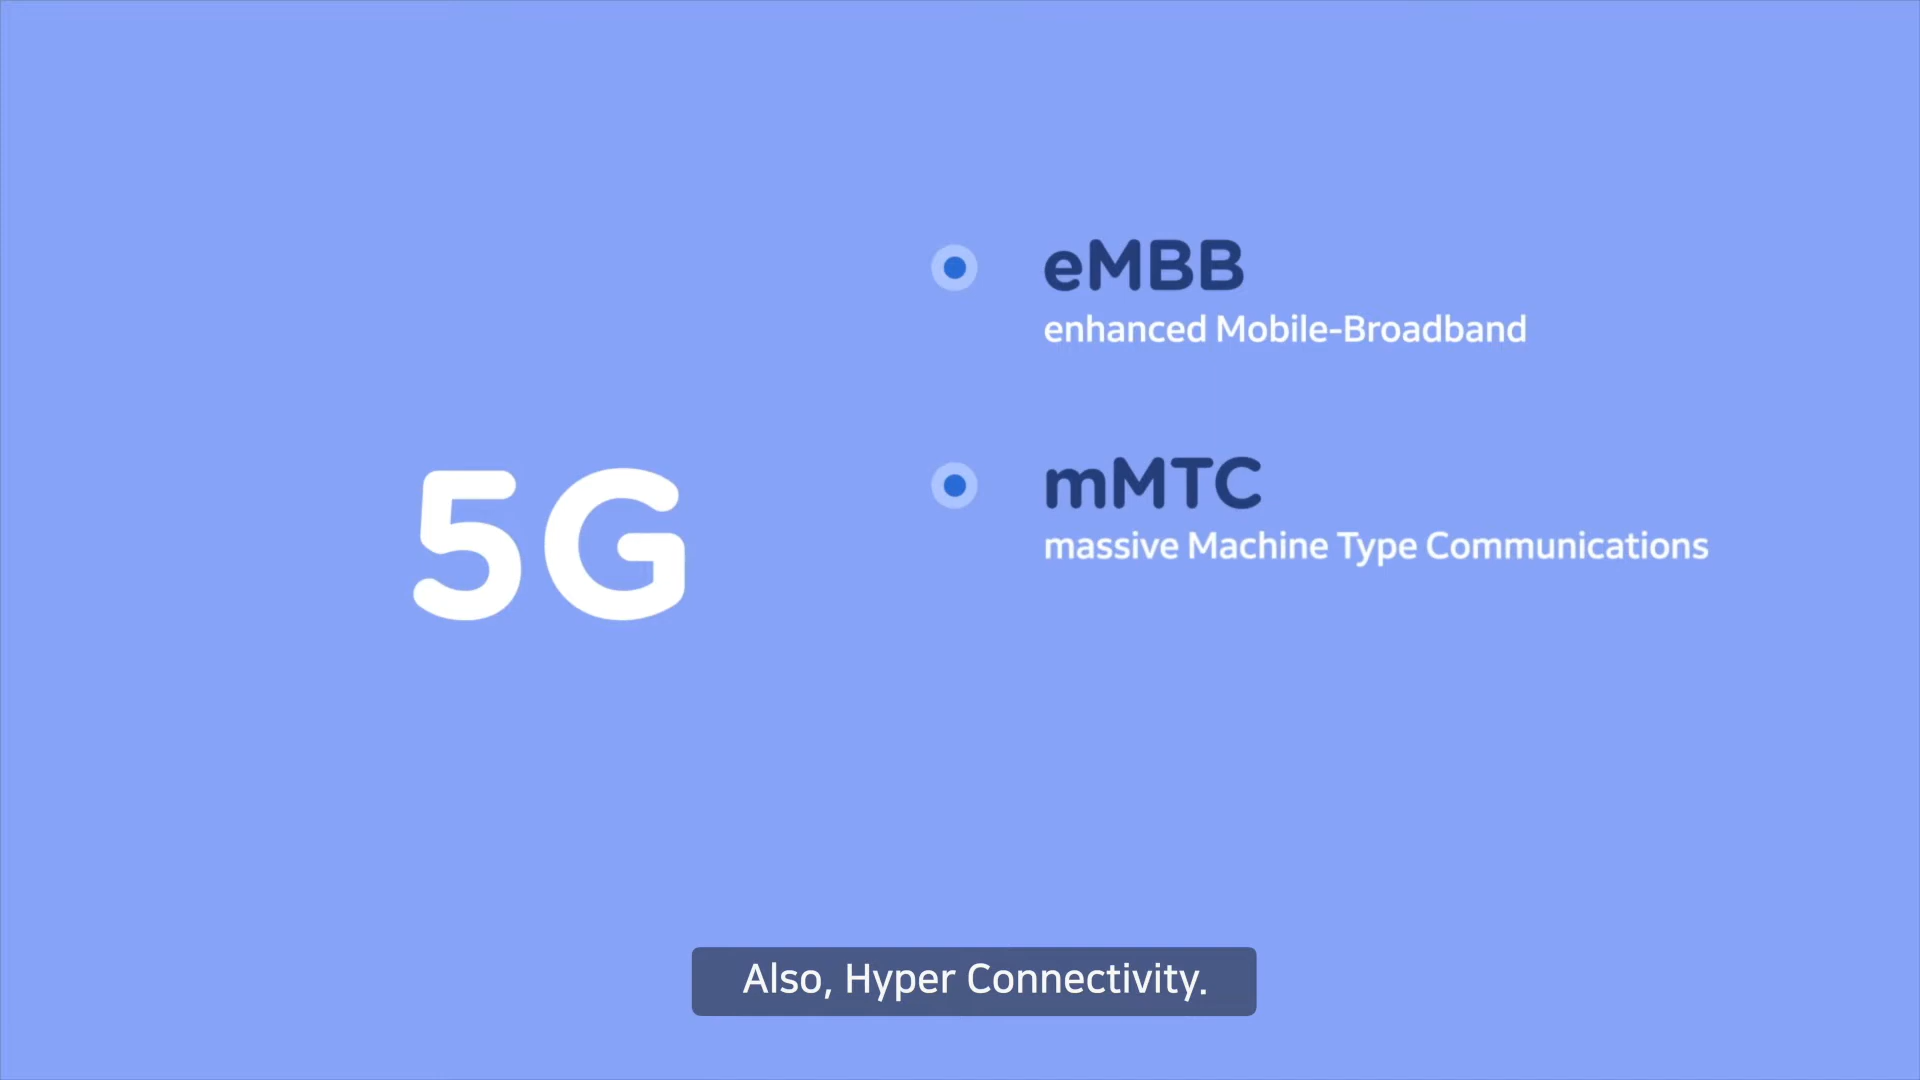 5G
eMBB
enhanced Mobile-Broadband
mMTC
massive Machine Type Communications
Also, Hyper Connectivity.